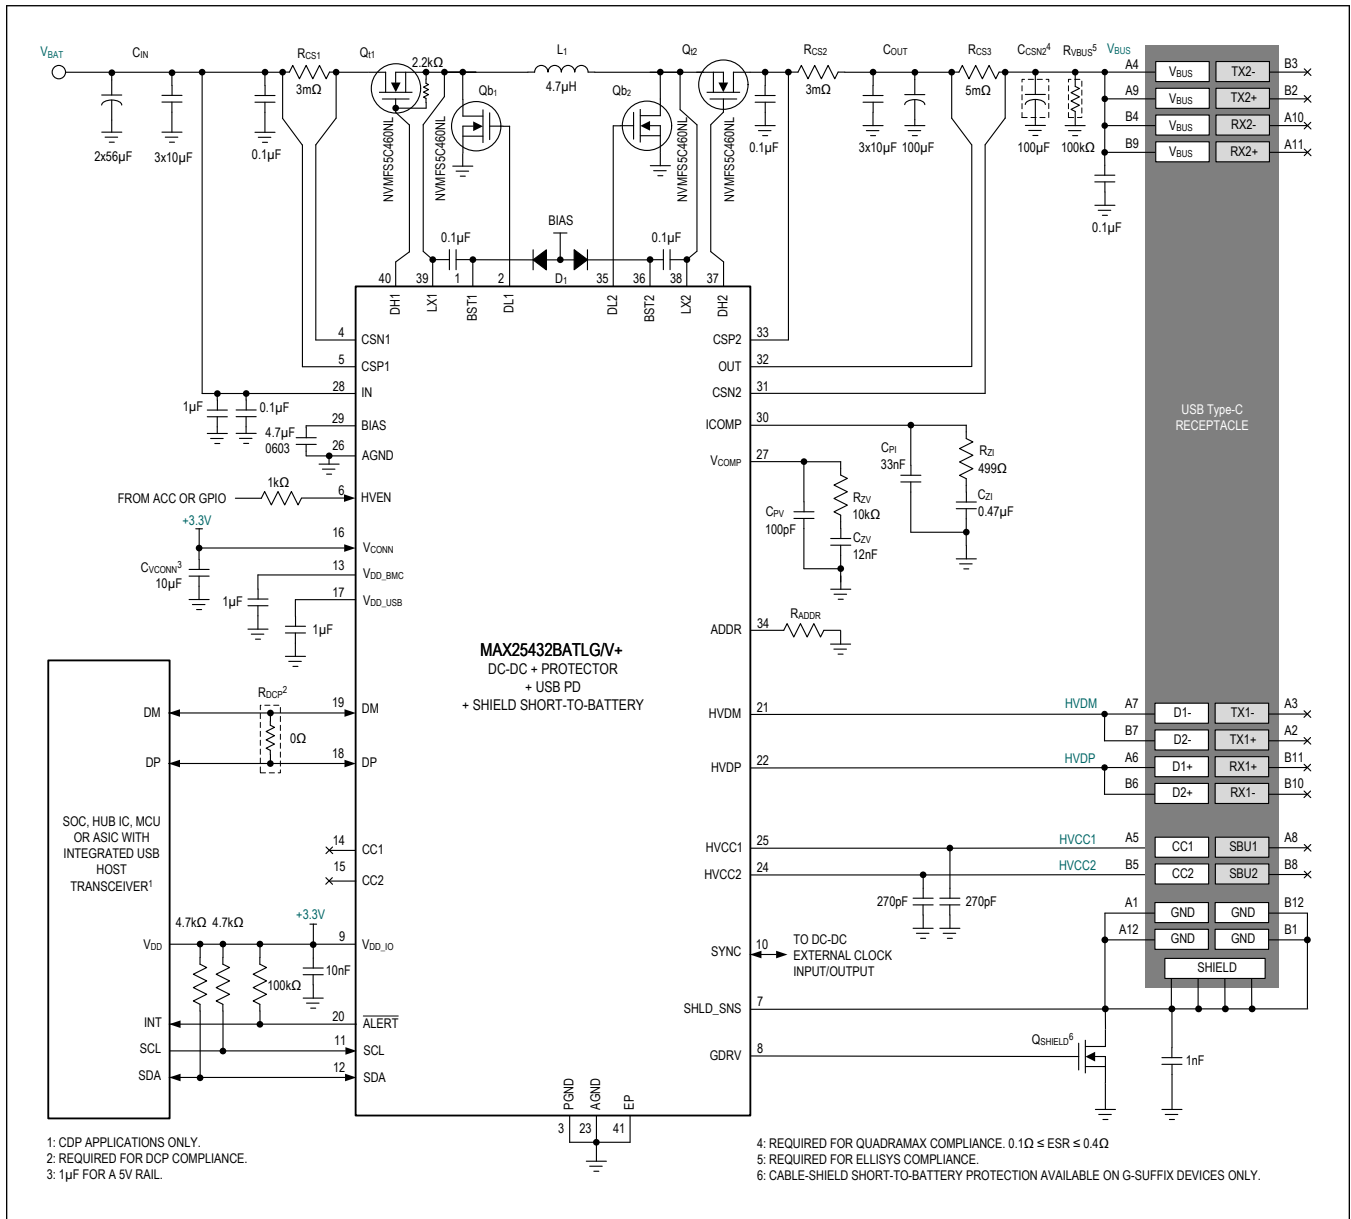 VBAT CIN RCS1 Qt1 2.2kΩ L1 Qt2 RCS2 COUT RCS3 CCSN2⁴ RVBUS⁵ VBUS
3mΩ 4.7µH 3mΩ 5mΩ
Qb1 Qb2
2x56µF 3x10µF 0.1µF 0.1µF 3x10µF 100µF 100µF 100kΩ 0.1µF
NVMFS5C460NL NVMFS5C460NL NVMFS5C460NL NVMFS5C460NL
A4 VBUS TX2- B3
A9 VBUS TX2+ B2
B4 VBUS RX2- A10
B9 VBUS RX2+ A11
BIAS
0.1µF 0.1µF
D1
40 39 1 2 35 36 38 37
DH1 LX1 BST1 DL1 DL2 BST2 LX2 DH2
4 CSN1
5 CSP1
28 IN
1µF 0.1µF
29 BIAS
4.7µF
0603
26 AGND
1kΩ
FROM ACC OR GPIO 6 HVEN
+3.3V
16 VCONN
CVCONN³
10µF
13 VDD_BMC
1µF
17 VDD_USB
1µF
CSP2 33
OUT 32
CSN2 31
ICOMP 30
VCOMP 27
CPI
33nF
RZI
499Ω
CZI
0.47µF
CPV
100pF
RZV
10kΩ
CZV
12nF
ADDR 34 RADDR
USB Type-C
RECEPTACLE
MAX25432BATLG/V+
DC-DC + PROTECTOR
+ USB PD
+ SHIELD SHORT-TO-BATTERY
RDCP²
0Ω
DM 19 DM
DP 18 DP
SOC, HUB IC, MCU
OR ASIC WITH
INTEGRATED USB
HOST
TRANSCEIVER¹
14 CC1
15 CC2
4.7kΩ 4.7kΩ +3.3V
VDD 9 VDD_IO
100kΩ 10nF
INT 20 ALERT
SCL 11 SCL
SDA 12 SDA
HVDM 21 HVDM A7 D1- TX1- A3
B7 D2- TX1+ A2
HVDP 22 HVDP A6 D1+ RX1+ B11
B6 D2+ RX1- B10
HVCC1 25 HVCC1 A5 CC1 SBU1 A8
HVCC2 24 HVCC2 B5 CC2 SBU2 B8
270pF 270pF
A1 GND GND B12
A12 GND GND B1
SHIELD
SYNC 10 TO DC-DC
EXTERNAL CLOCK
INPUT/OUTPUT
SHLD_SNS 7
GDRV 8
QSHIELD⁶
1nF
PGND AGND EP
3 23 41
1: CDP APPLICATIONS ONLY.
2: REQUIRED FOR DCP COMPLIANCE.
3: 1µF FOR A 5V RAIL.
4: REQUIRED FOR QUADRAMAX COMPLIANCE. 0.1Ω ≤ ESR ≤ 0.4Ω
5: REQUIRED FOR ELLISYS COMPLIANCE.
6: CABLE-SHIELD SHORT-TO-BATTERY PROTECTION AVAILABLE ON G-SUFFIX DEVICES ONLY.